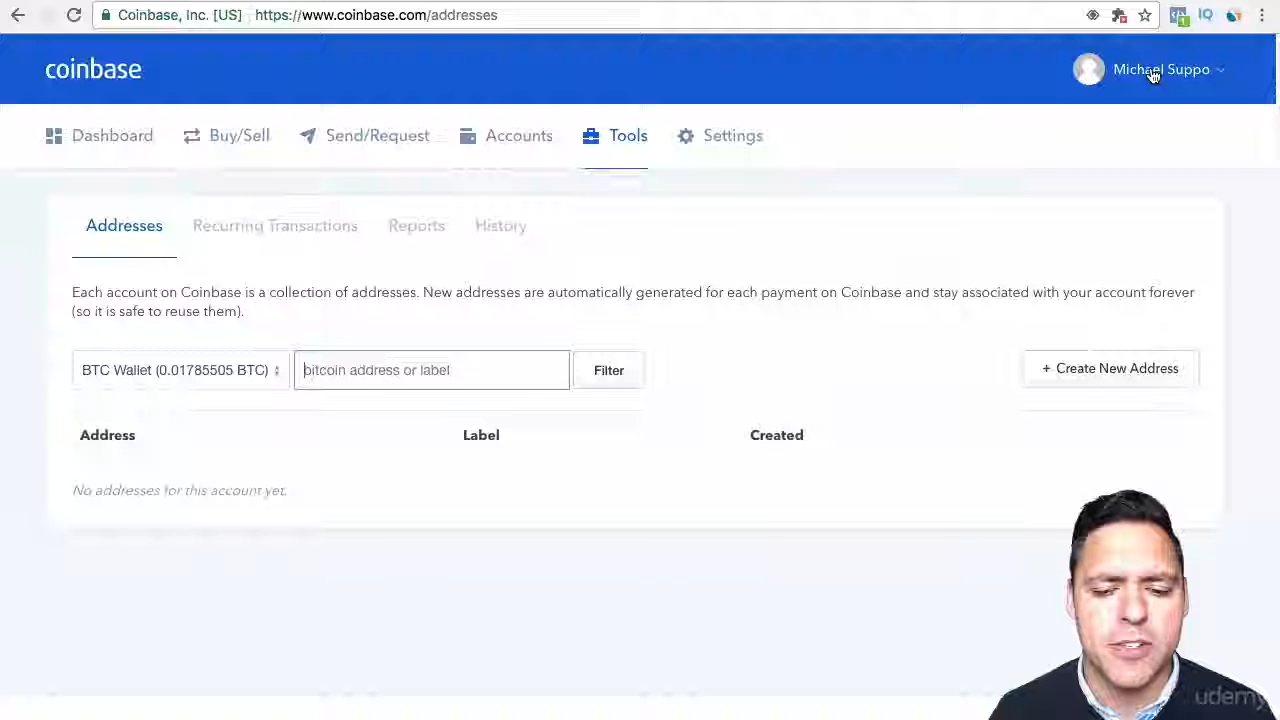 Coinbase, Inc. [US] https://www.coinbase.com/addresses
IQ
1
coinbase
Michael Suppo
Dashboard Buy/Sell Send/Request Accounts Tools Settings
Addresses Recurring Transactions Reports History
Each account on Coinbase is a collection of addresses. New addresses are automatically generated for each payment on Coinbase and stay associated with your account forever
(so it is safe to reuse them).
BTC Wallet (0.01785505 BTC) bitcoin address or label Filter + Create New Address
Address Label Created
No addresses for this account yet.
udemy